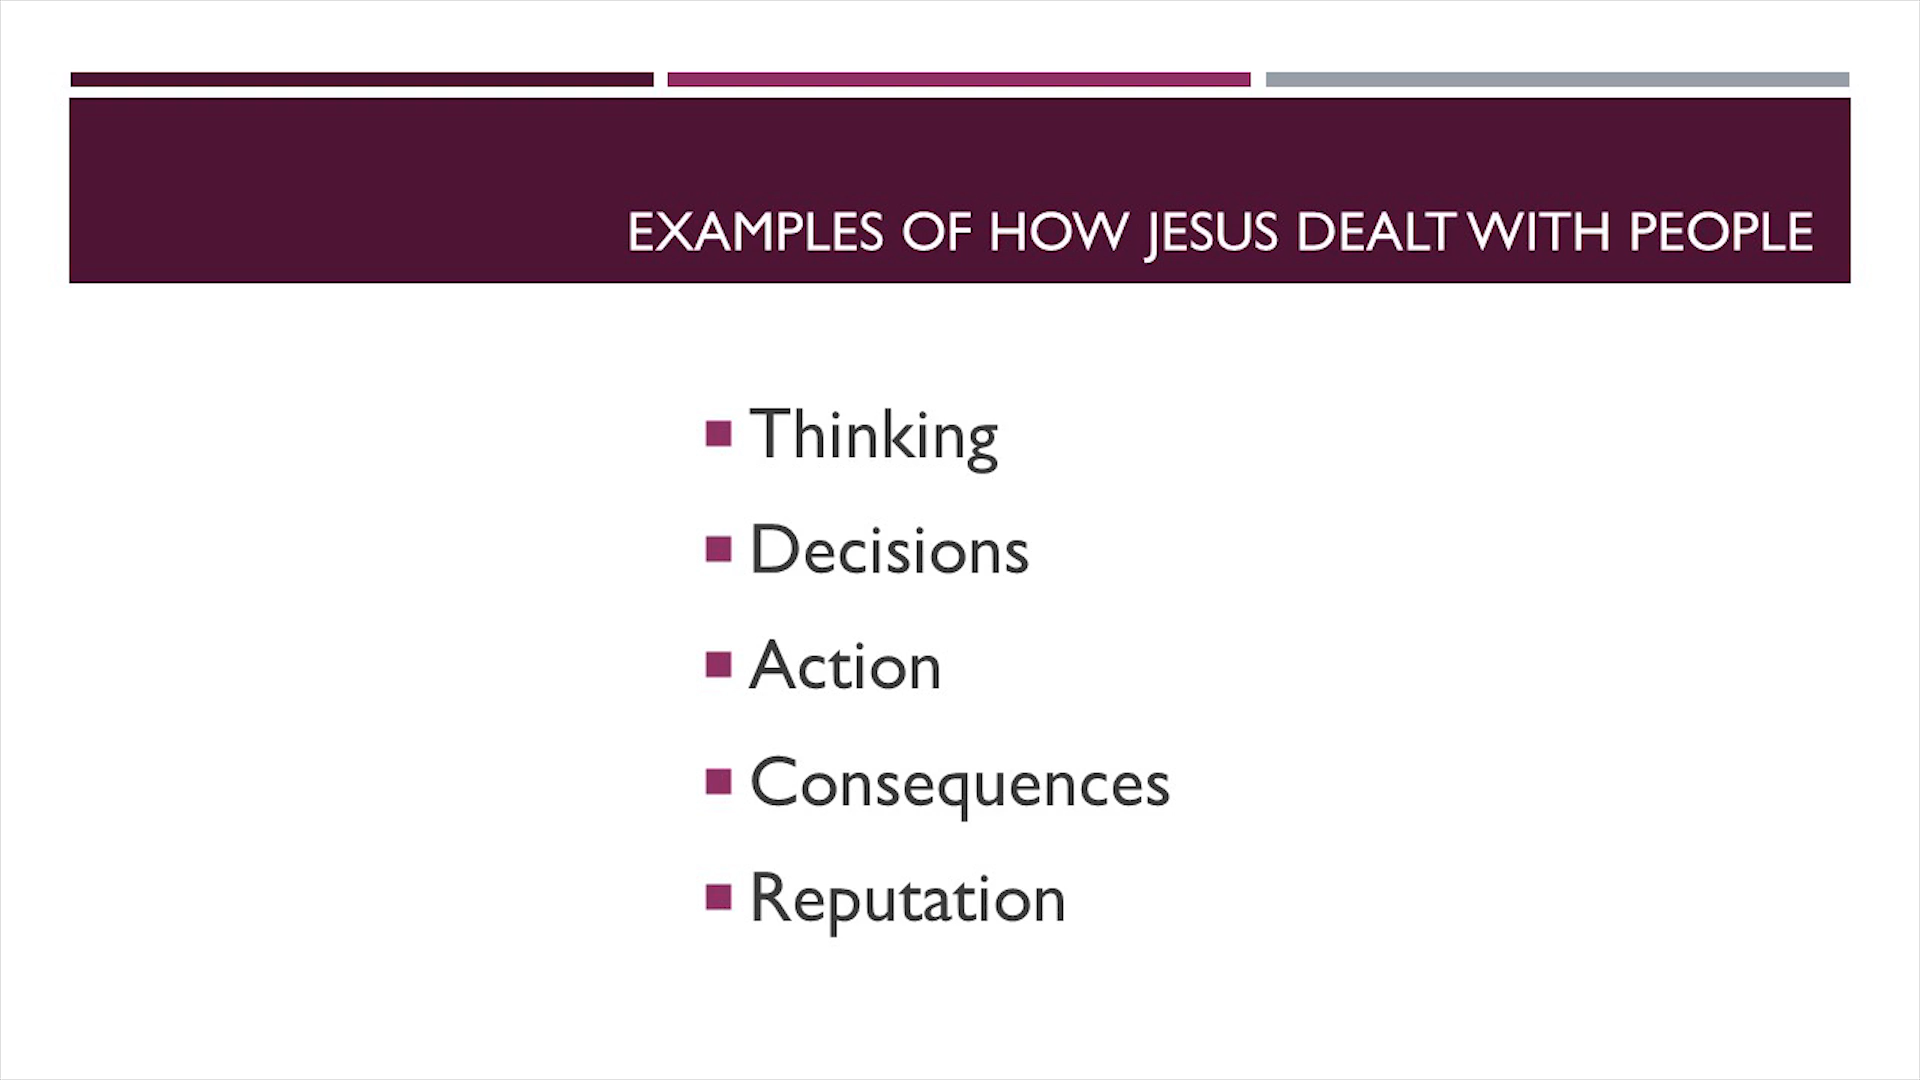 EXAMPLES OF HOW JESUS DEALT WITH PEOPLE
Thinking
Decisions
Action
Consequences
Reputation